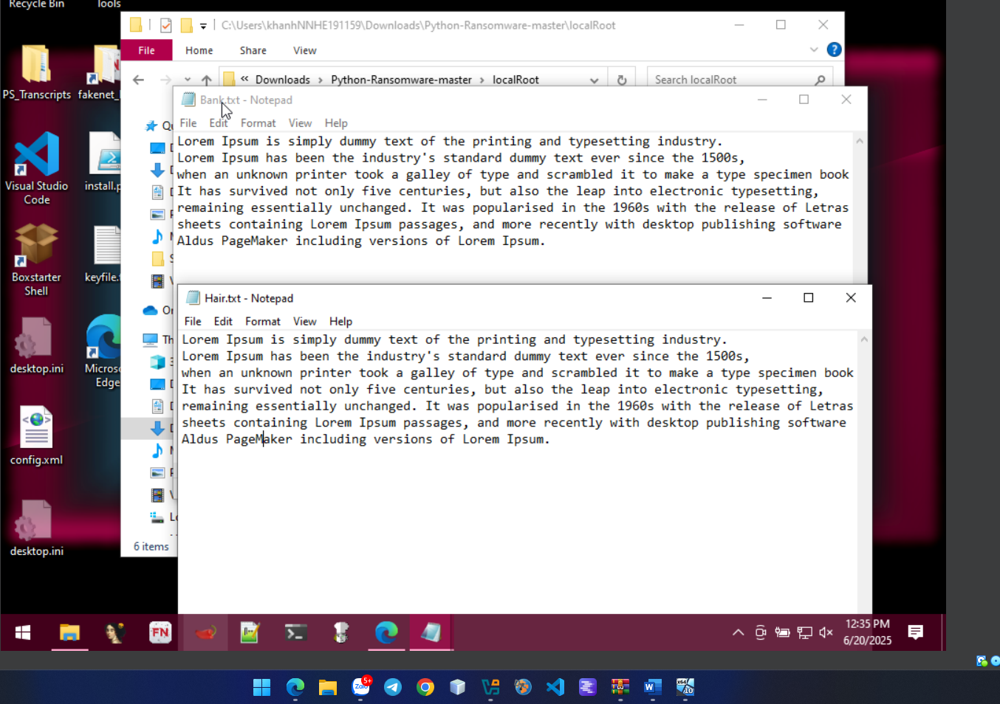 Recycle Bin
Tools
C:\Users\khanhNNHE191159\Downloads\Python-Ransomware-master\localRoot
File Home Share View
« Downloads > Python-Ransomware-master > localRoot
Search localRoot
PS_Transcripts
Visual Studio Code
install.p
Boxstarter Shell
keyfile.
desktop.ini
Edge
config.xml
desktop.ini
6 items
Bank.txt - Notepad
File Edit Format View Help
Lorem Ipsum is simply dummy text of the printing and typesetting industry.
Lorem Ipsum has been the industry's standard dummy text ever since the 1500s,
when an unknown printer took a galley of type and scrambled it to make a type specimen book
It has survived not only five centuries, but also the leap into electronic typesetting,
remaining essentially unchanged. It was popularised in the 1960s with the release of Letras
sheets containing Lorem Ipsum passages, and more recently with desktop publishing software
Aldus PageMaker including versions of Lorem Ipsum.
Hair.txt - Notepad
File Edit Format View Help
Lorem Ipsum is simply dummy text of the printing and typesetting industry.
Lorem Ipsum has been the industry's standard dummy text ever since the 1500s,
when an unknown printer took a galley of type and scrambled it to make a type specimen book
It has survived not only five centuries, but also the leap into electronic typesetting,
remaining essentially unchanged. It was popularised in the 1960s with the release of Letras
sheets containing Lorem Ipsum passages, and more recently with desktop publishing software
Aldus PageMaker including versions of Lorem Ipsum.
FN
12:35 PM
6/20/2025
Zalo 5+
W
x64
10